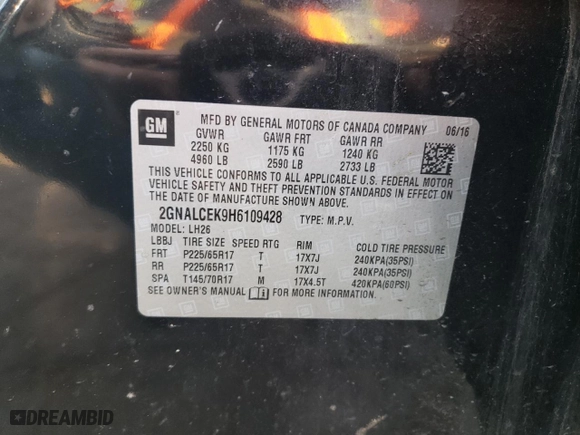 GM
MFD BY GENERAL MOTORS OF CANADA COMPANY 06/16
GVWR GAWR FRT GAWR RR
2250 KG 1175 KG 1240 KG
4960 LB 2590 LB 2733 LB
THIS VEHICLE CONFORMS TO ALL APPLICABLE U.S. FEDERAL MOTOR
VEHICLE SAFETY AND THEFT PREVENTION STANDARDS IN EFFECT ON
THE DATE OF MANUFACTURE SHOWN ABOVE.
2GNALCEK9H6109428 TYPE: M.P.V.
MODEL: LH26
LBBJ TIRE SIZE SPEED RTG RIM COLD TIRE PRESSURE
FRT P225/65R17 T 17X7J 240KPA(35PSI)
RR P225/65R17 T 17X7J 240KPA(35PSI)
SPA T145/70R17 M 17X4.5T 420KPA(60PSI)
SEE OWNER'S MANUAL FOR MORE INFORMATION.
DREAMBID